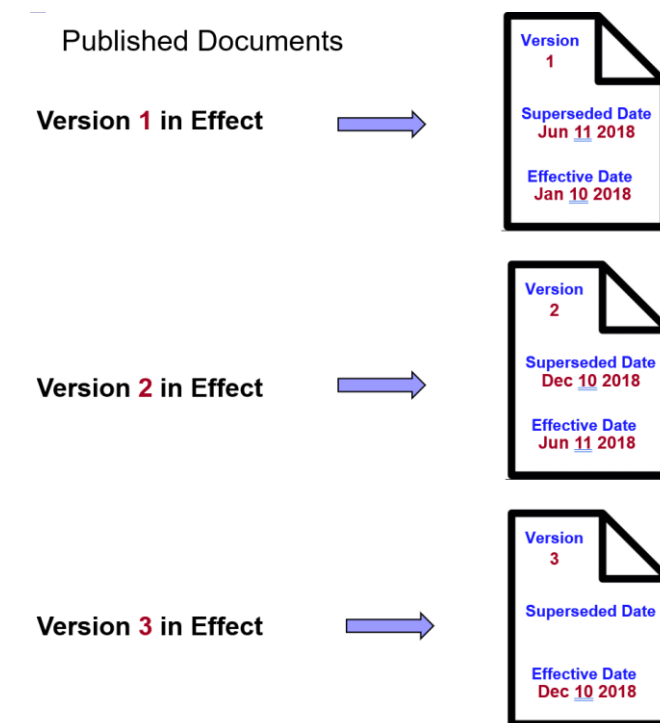 Published Documents
Version 1 in Effect
Version
1
Superseded Date
Jun 11 2018
Effective Date
Jan 10 2018
Version 2 in Effect
Version
2
Superseded Date
Dec 10 2018
Effective Date
Jun 11 2018
Version 3 in Effect
Version
3
Superseded Date
Effective Date
Dec 10 2018